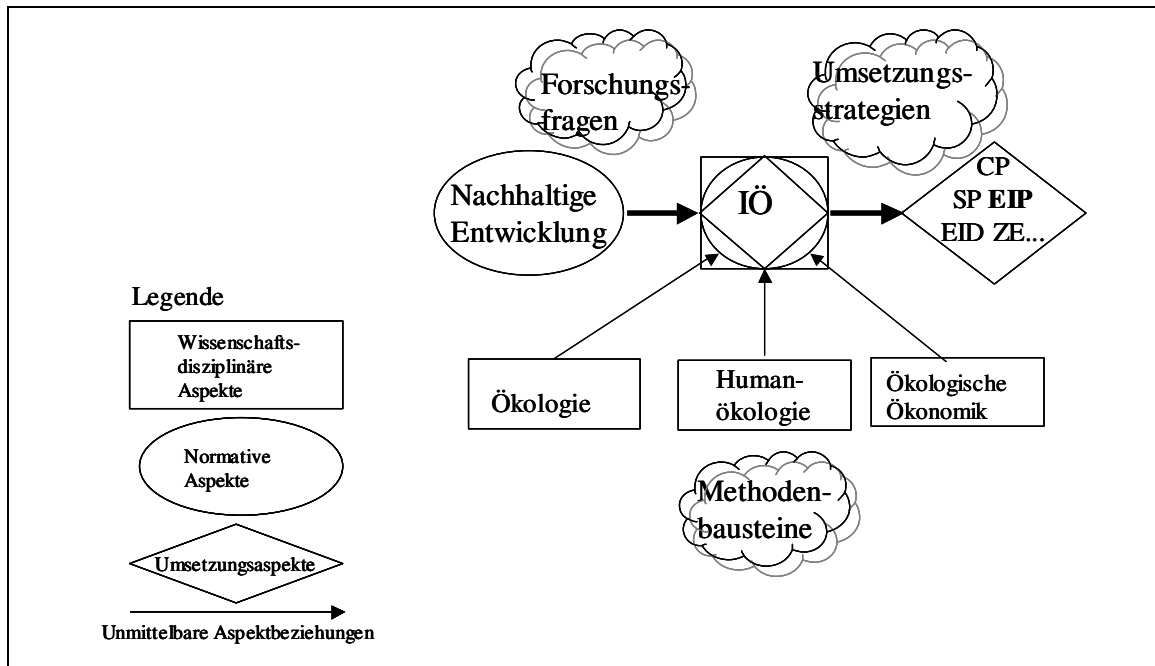 Forschungs-
fragen
Umsetzungs-
strategien
Nachhaltige
Entwicklung
IÖ
CP
SP EIP
EID ZE...
Ökologie
Human-
ökologie
Ökologische
Ökonomik
Methoden-
bausteine
Legende
Wissenschafts-
disziplinäre
Aspekte
Normative
Aspekte
Umsetzungsaspekte
Unmittelbare Aspektbeziehungen